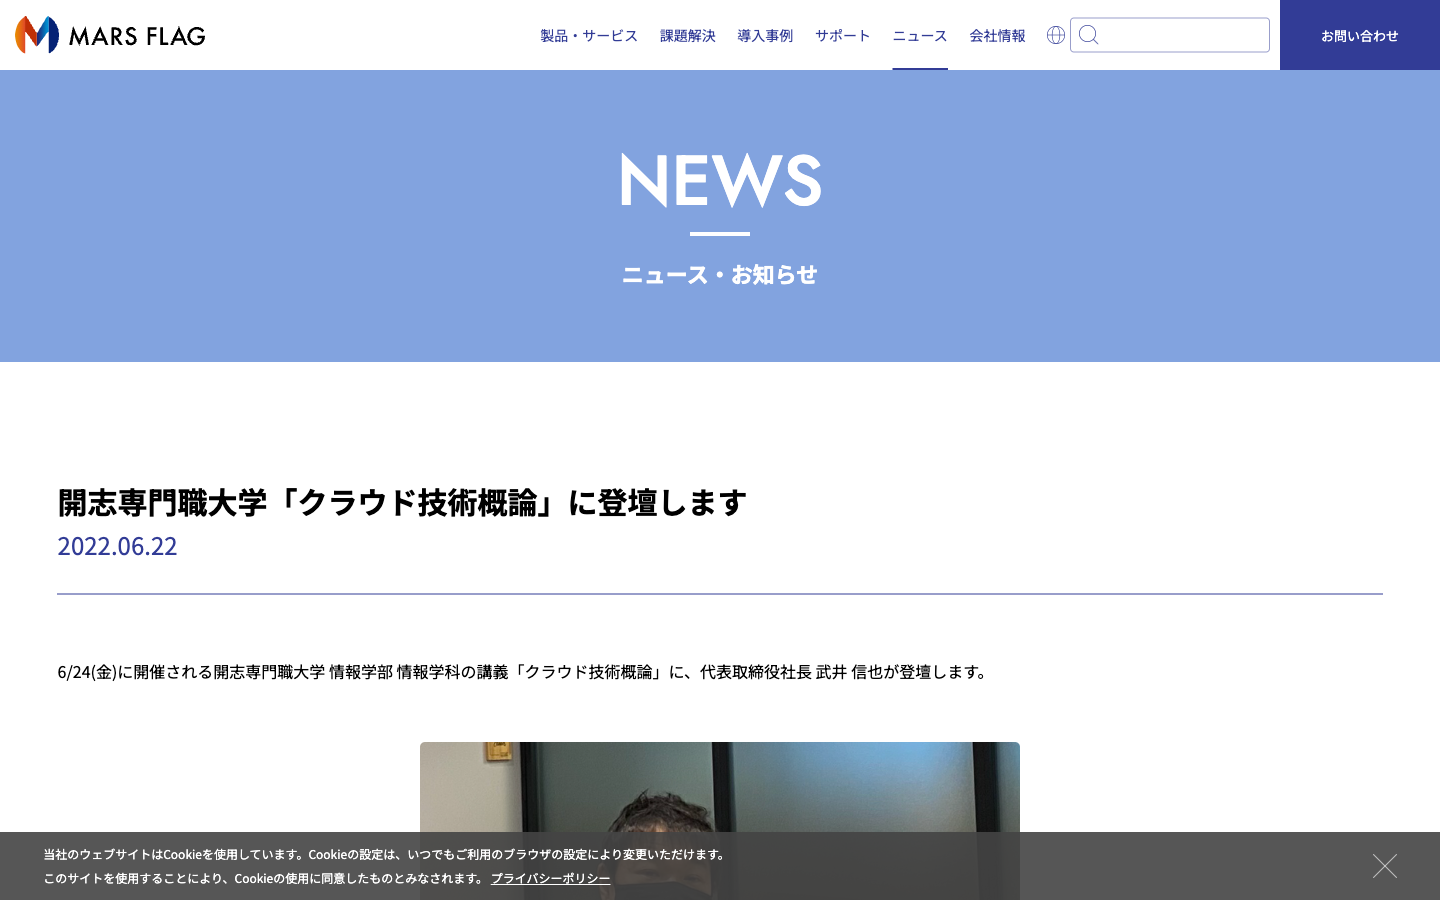 MARS FLAG
製品・サービス
課題解決
導入事例
サポート
ニュース
会社情報
お問い合わせ
NEWS
ニュース・お知らせ
開志専門職大学「クラウド技術概論」に登壇します
2022.06.22
6/24(金)に開催される開志専門職大学 情報学部 情報学科の講義「クラウド技術概論」に、代表取締役社長 武井 信也が登壇します。
当社のウェブサイトはCookieを使用しています。Cookieの設定は、いつでもご利用のブラウザの設定により変更いただけます。
このサイトを使用することにより、Cookieの使用に同意したものとみなされます。 プライバシーポリシー